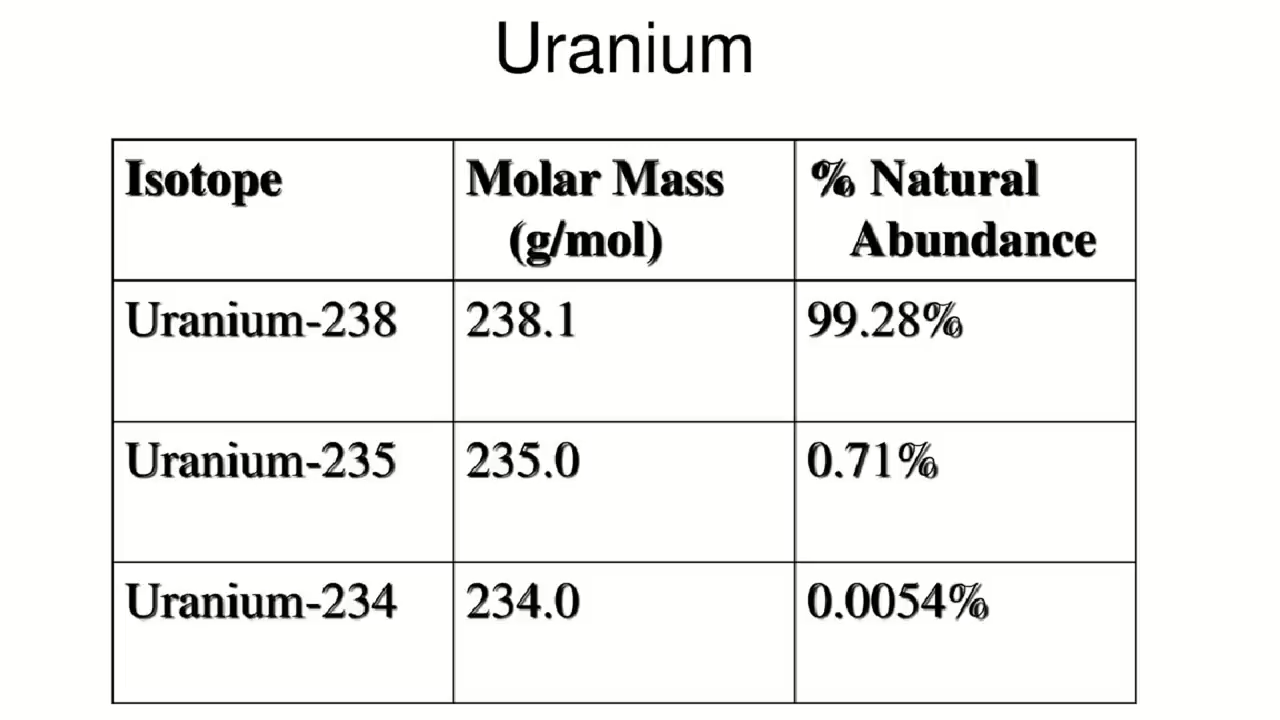 Uranium
Isotope
Molar Mass
(g/mol)
% Natural
Abundance
Uranium-238
238.1
99.28%
Uranium-235
235.0
0.71%
Uranium-234
234.0
0.0054%